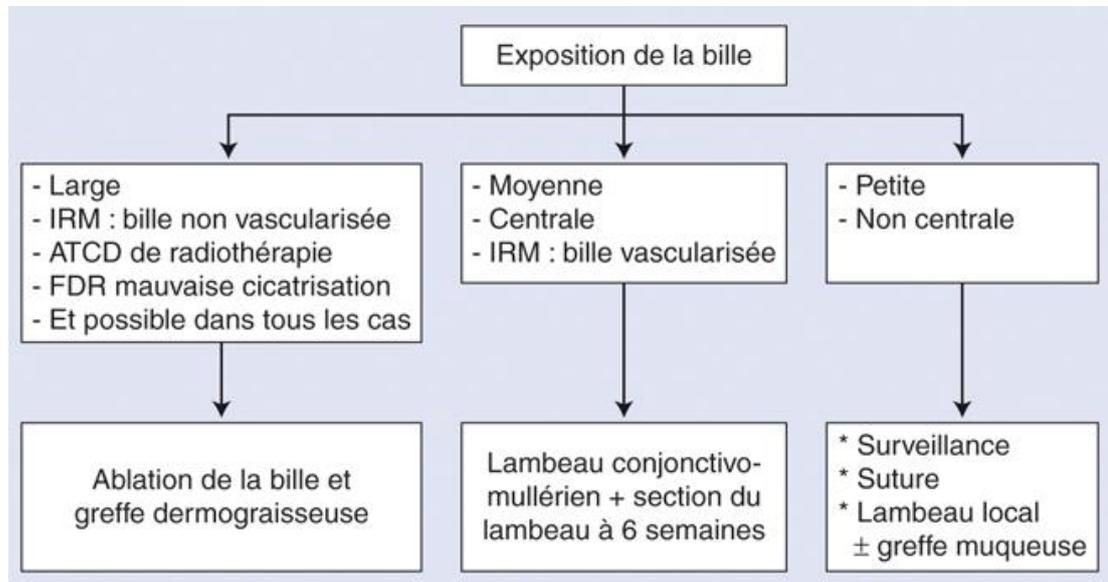 Exposition de la bille
- Large
- IRM : bille non vascularisée
- ATCD de radiothérapie
- FDR mauvaise cicatrisation
- Et possible dans tous les cas
- Moyenne
- Centrale
- IRM : bille vascularisée
- Petite
- Non centrale
Ablation de la bille et
greffe dermograisseuse
Lambeau conjonctivo-
mullérien + section du
lambeau à 6 semaines
* Surveillance
* Suture
* Lambeau local
± greffe muqueuse